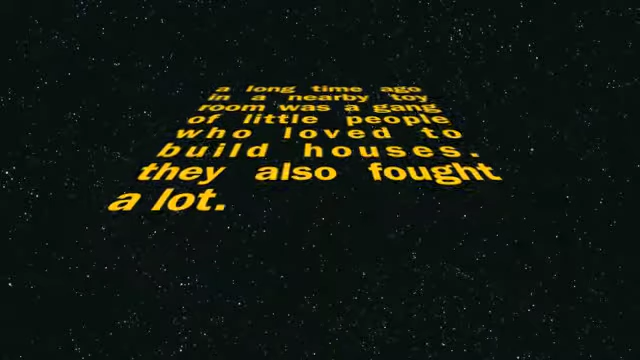 a long time ago
in a nearby toy
room was a gang
of little people
who loved to
build houses.
they also fought
a lot.